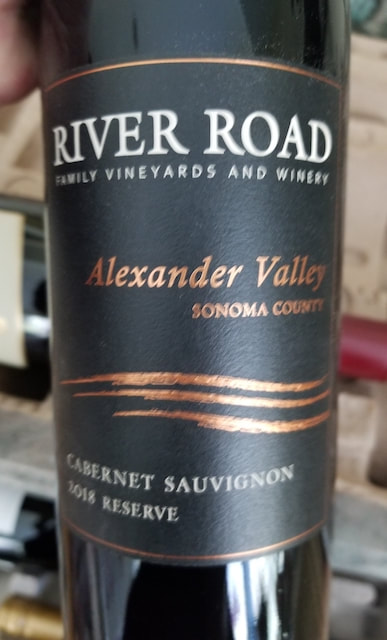 RIVER ROAD
FAMILY VINEYARDS AND WINERY
Alexander Valley
SONOMA COUNTY
CABERNET SAUVIGNON
2018 RESERVE